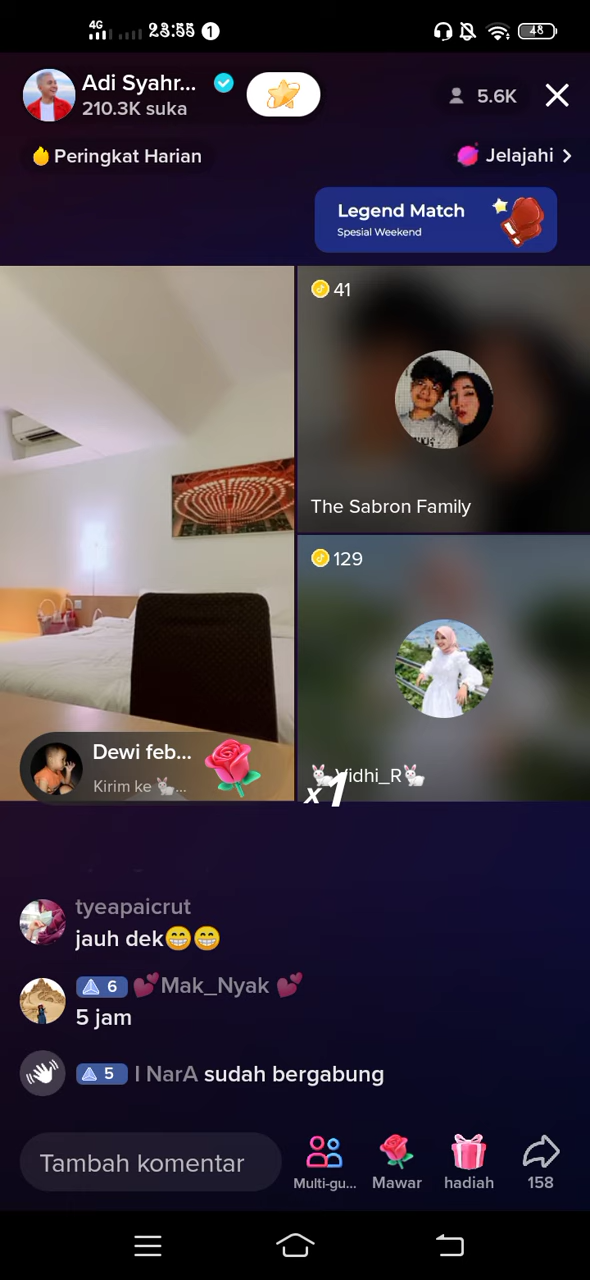 4G
23:55
1
48
Adi Syahr...
210.3K suka
5.6K
Peringkat Harian
Jelajahi
Legend Match
Spesial Weekend
41
The Sabron Family
129
🐇Vidhi_R🐇
Dewi feb...
Kirim ke 🐇...
x1
tyeapaicrut
jauh dek😁😁
6 💕Mak_Nyak 💕
5 jam
5 I NarA sudah bergabung
Tambah komentar
Multi-gu...
Mawar
hadiah
158